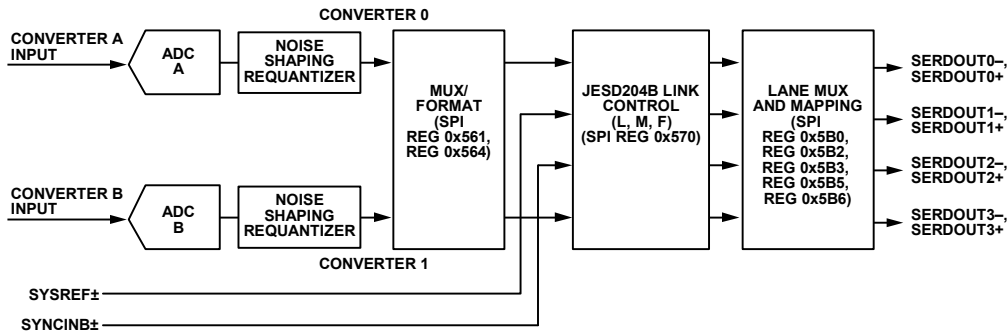 CONVERTER 0
CONVERTER A
INPUT
ADC
A
NOISE
SHAPING
REQUANTIZER
MUX/
FORMAT
(SPI
REG 0x561,
REG 0x564)
JESD204B LINK
CONTROL
(L, M, F)
(SPI REG 0x570)
LANE MUX
AND MAPPING
(SPI
REG 0x5B0,
REG 0x5B2,
REG 0x5B3,
REG 0x5B5,
REG 0x5B6)
SERDOUT0–,
SERDOUT0+
SERDOUT1–,
SERDOUT1+
SERDOUT2–,
SERDOUT2+
SERDOUT3–,
SERDOUT3+
CONVERTER B
INPUT
ADC
B
NOISE
SHAPING
REQUANTIZER
CONVERTER 1
SYSREF±
SYNCINB±